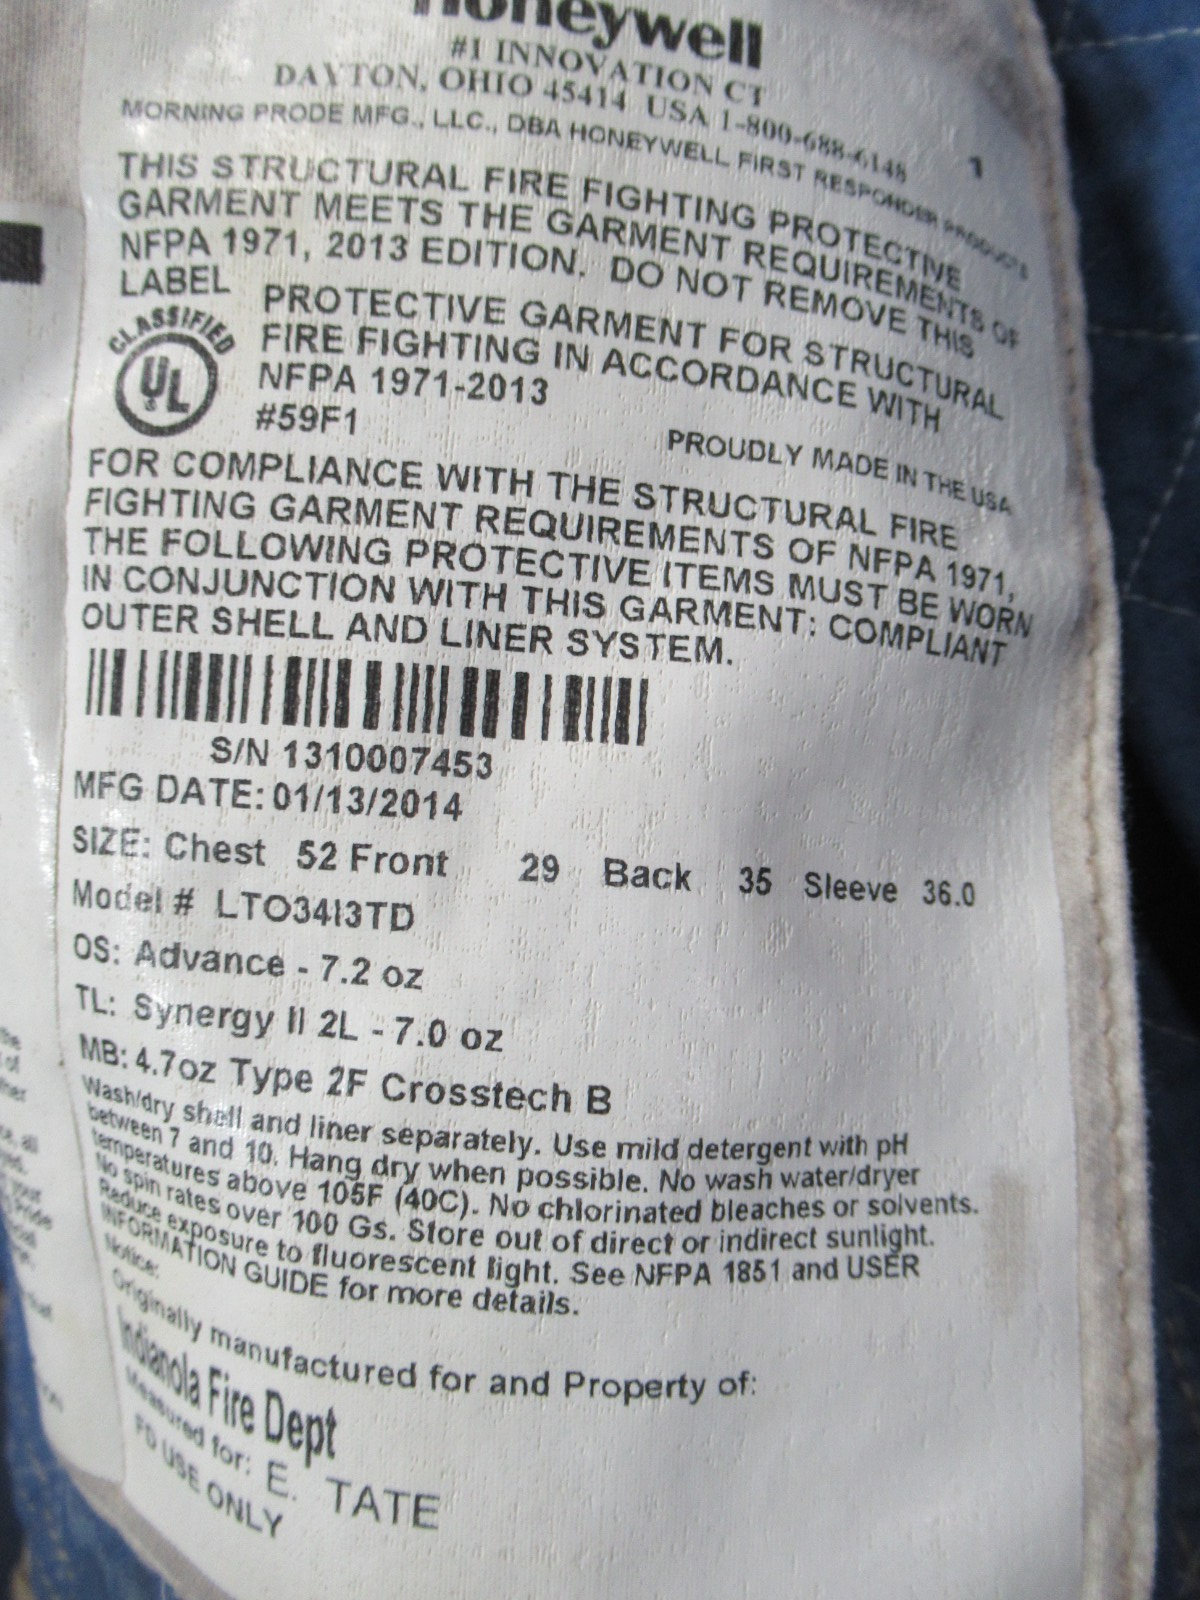 Honeywell
#1 INNOVATION CT
DAYTON, OHIO 45414 USA 1-800-688-6148
1
MORNING PRODE MFG., LLC., DBA HONEYWELL FIRST RESPONDER PRODUCTS
THIS STRUCTURAL FIRE FIGHTING PROTECTIVE
GARMENT MEETS THE GARMENT REQUIREMENTS OF
NFPA 1971, 2013 EDITION. DO NOT REMOVE THIS
LABEL
CLASSIFIED
UL
PROTECTIVE GARMENT FOR STRUCTURAL
FIRE FIGHTING IN ACCORDANCE WITH
NFPA 1971-2013
#59F1
PROUDLY MADE IN THE USA
FOR COMPLIANCE WITH THE STRUCTURAL FIRE
FIGHTING GARMENT REQUIREMENTS OF NFPA 1971,
THE FOLLOWING PROTECTIVE ITEMS MUST BE WORN
IN CONJUNCTION WITH THIS GARMENT: COMPLIANT
OUTER SHELL AND LINER SYSTEM.
S/N 1310007453
MFG DATE: 01/13/2014
SIZE: Chest 52 Front 29 Back 35 Sleeve 36.0
Model # LTO34I3TD
OS: Advance - 7.2 oz
TL: Synergy II 2L - 7.0 oz
MB: 4.7oz Type 2F Crosstech B
Wash/dry shell and liner separately. Use mild detergent with pH
between 7 and 10. Hang dry when possible. No wash water/dryer
temperatures above 105F (40C). No chlorinated bleaches or solvents.
No spin rates over 100 Gs. Store out of direct or indirect sunlight.
Reduce exposure to fluorescent light. See NFPA 1851 and USER
INFORMATION GUIDE for more details.
Notice:
Originally manufactured for and Property of:
Indianola Fire Dept
Measured for: E. TATE
FD USE ONLY